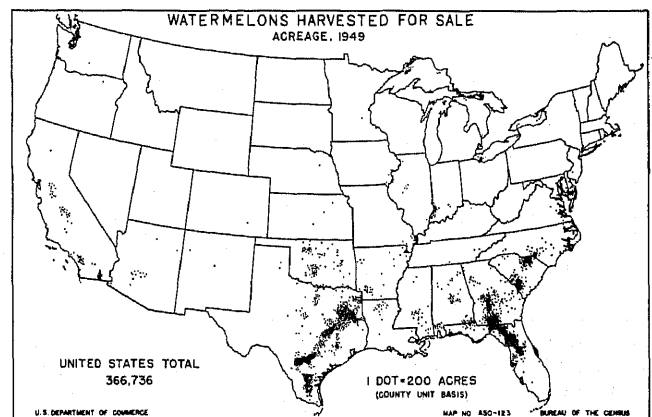 WATERMELONS HARVESTED FOR SALE
ACREAGE, 1949
UNITED STATES TOTAL
366,736
1 DOT=200 ACRES
(COUNTY UNIT BASIS)
U.S. DEPARTMENT OF COMMERCE
MAP NO A50-123
BUREAU OF THE CENSUS